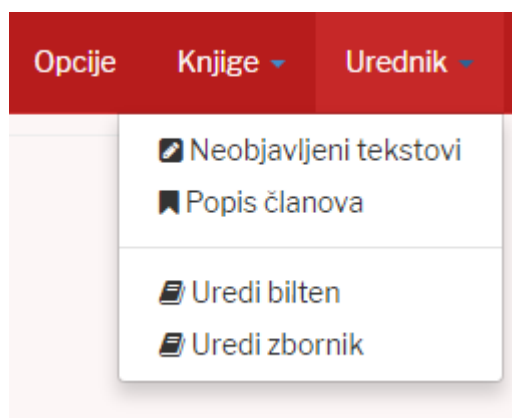 Opcije Knjige Urednik
Neobjavljeni tekstovi
Popis članova
Uredi bilten
Uredi zbornik